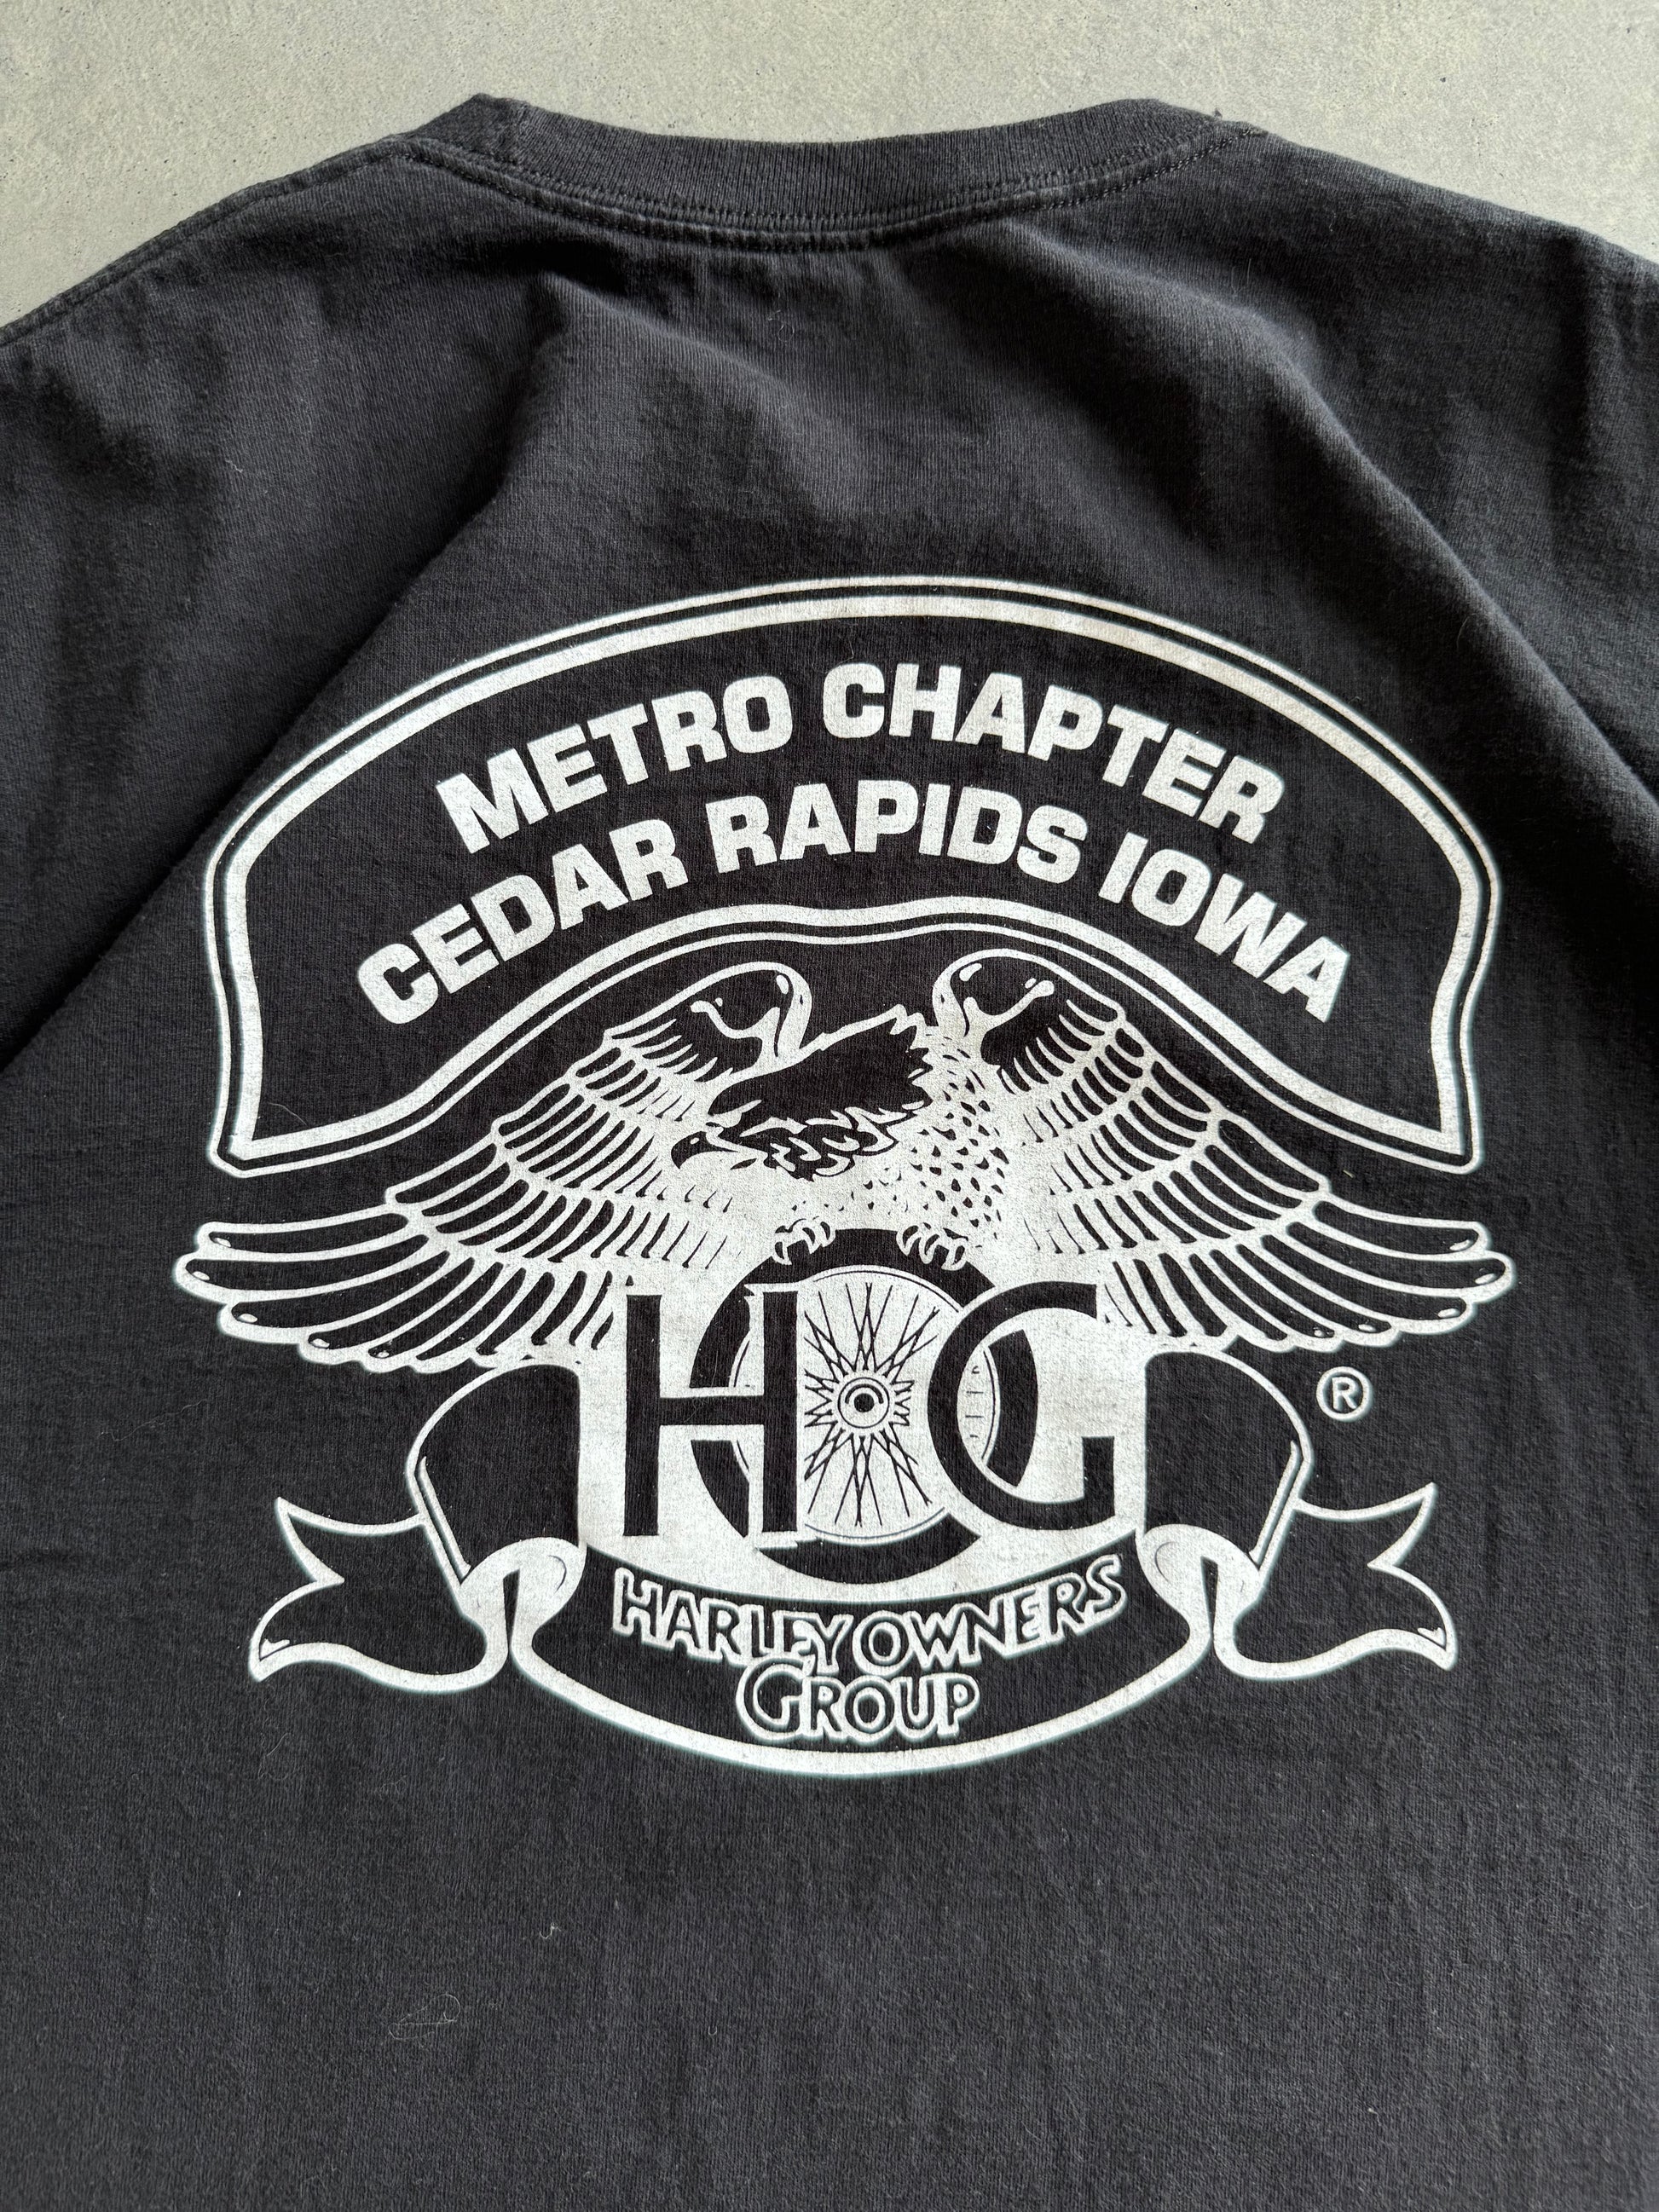 METRO CHAPTER
CEDAR RAPIDS IOWA
HOG
®
HARLEY OWNERS
GROUP